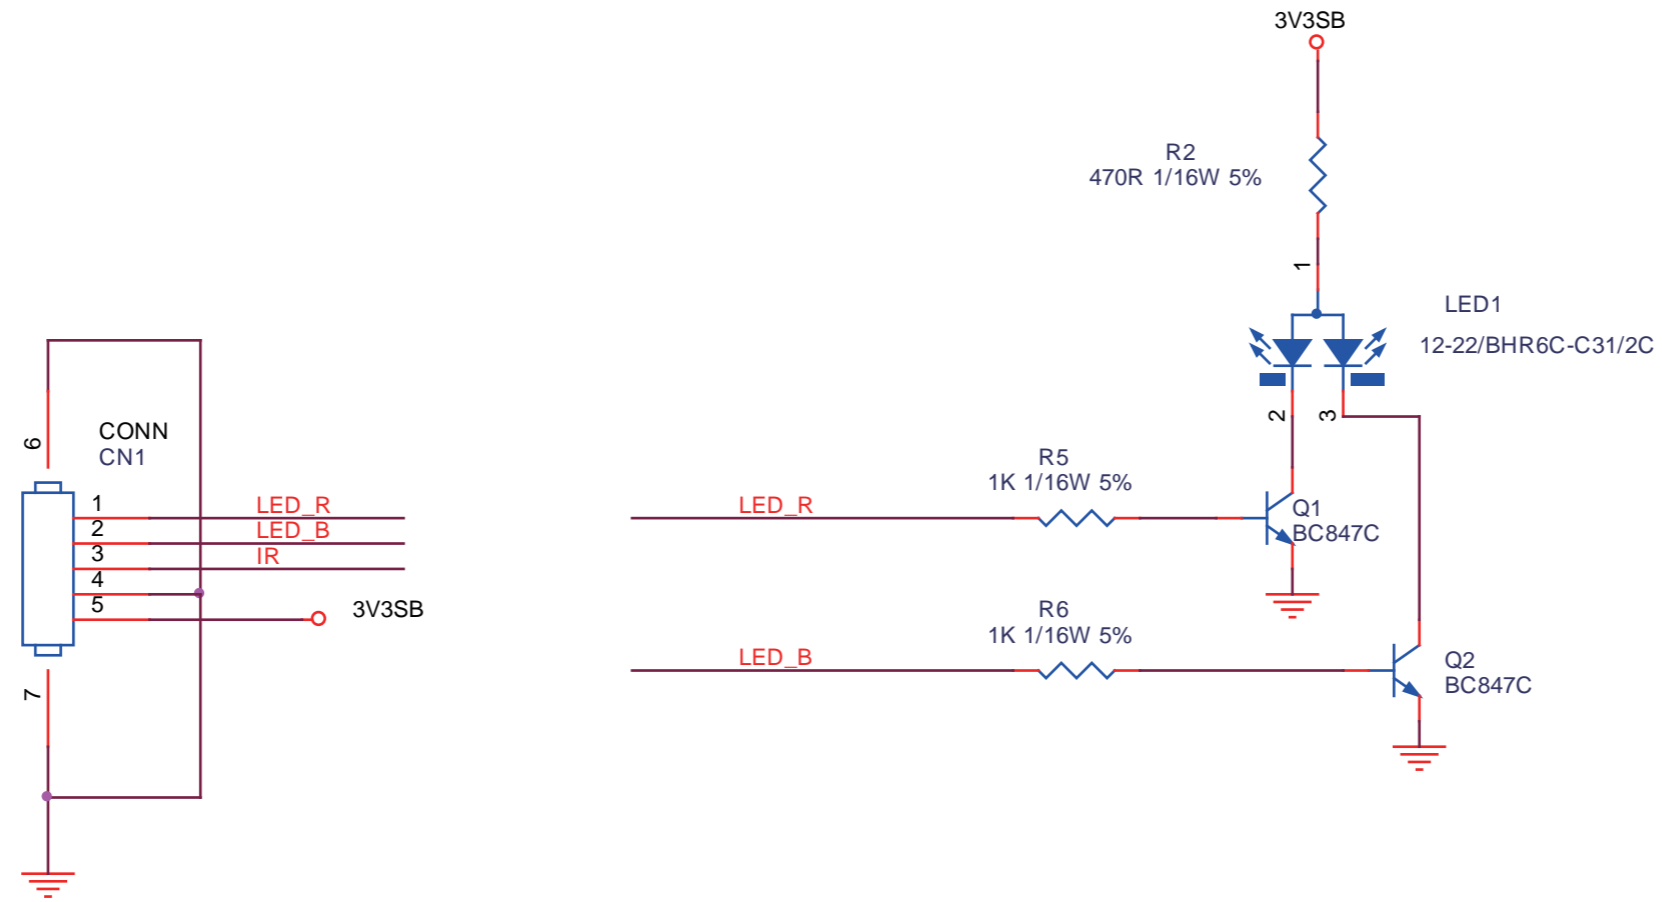 3V3SB
R2
470R 1/16W 5%
1
LED1
12-22/BHR6C-C31/2C
2
3
6
CONN
CN1
1
LED_R
2
LED_B
3
IR
4
5
3V3SB
7
R5
1K 1/16W 5%
LED_R
Q1
BC847C
R6
1K 1/16W 5%
LED_B
Q2
BC847C